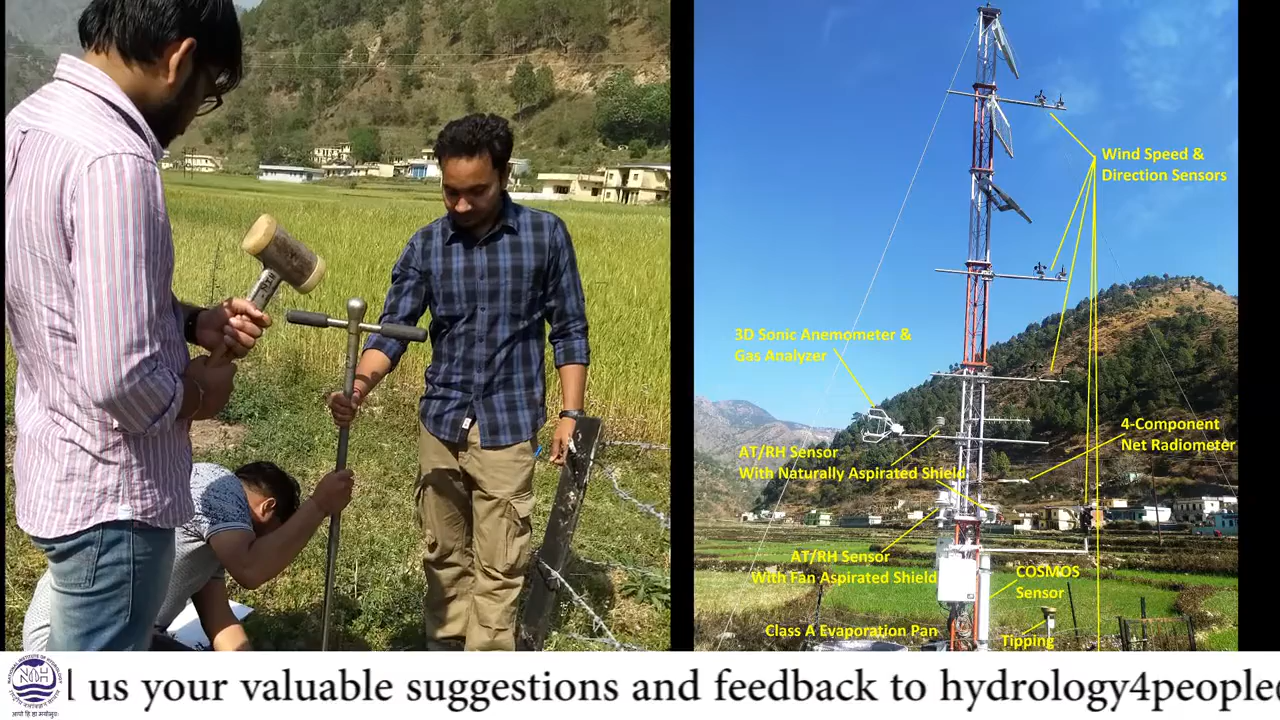 Wind Speed &
Direction Sensors
3D Sonic Anemometer &
Gas Analyzer
4-Component
Net Radiometer
AT/RH Sensor
With Naturally Aspirated Shield
AT/RH Sensor
With Fan Aspirated Shield
COSMOS
Sensor
Class A Evaporation Pan
Tipping
NIH
us your valuable suggestions and feedback to hydrology4people